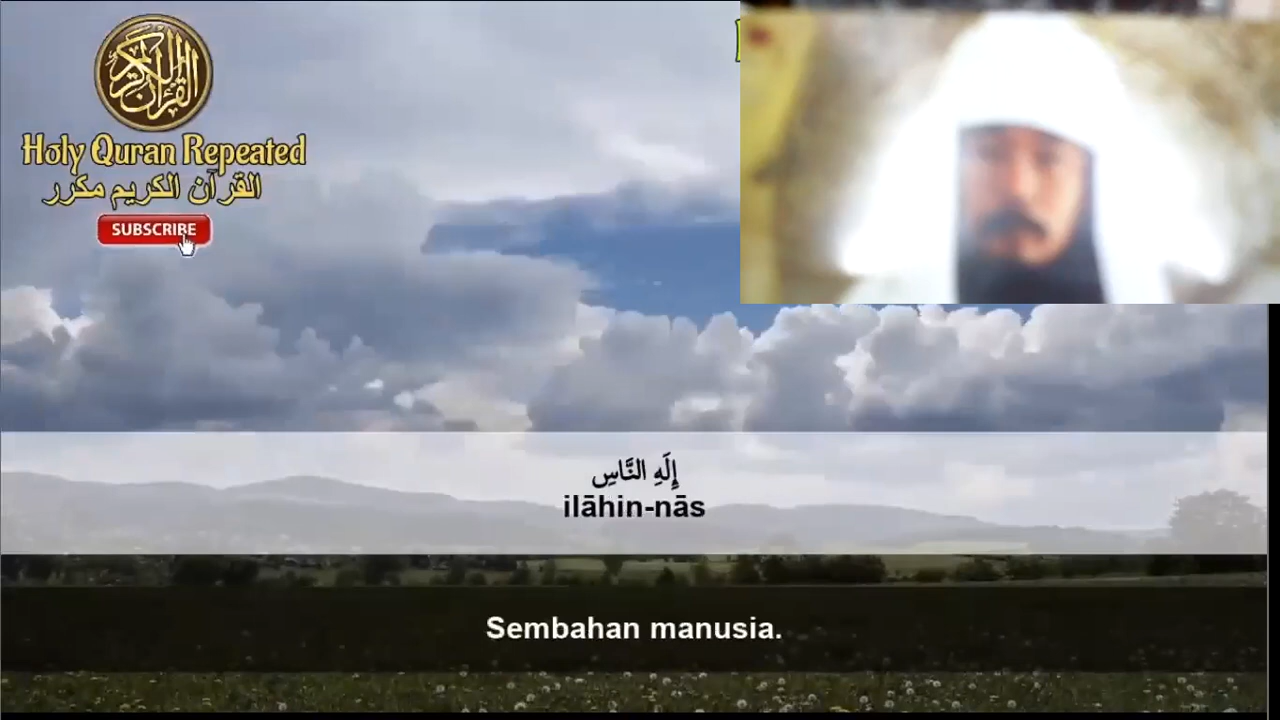 Holy Quran Repeated
القرآن الكريم مكرر
SUBSCRIBE
إِلَهِ النَّاسِ
ilāhin-nās
Sembahan manusia.